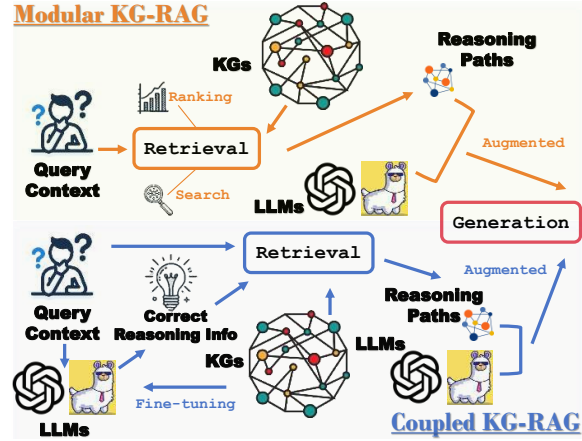 Modular KG-RAG
KGs
Reasoning
Paths
Ranking
Retrieval
Query
Context
Search
Augmented
LLMs
Generation
Retrieval
Query
Context
Correct
Reasoning Info
KGs
Augmented
Reasoning
Paths
LLMs
LLMs
Fine-tuning
Coupled KG-RAG